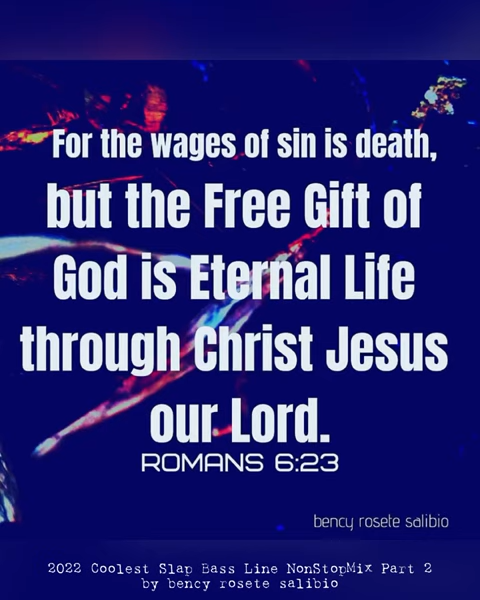 For the wages of sin is death,
but the Free Gift of
God is Eternal Life
through Christ Jesus
our Lord.
ROMANS 6:23
bency rosete salibio
2022 Coolest Slap Bass Line NonStopMix Part 2
by bency rosete salibio